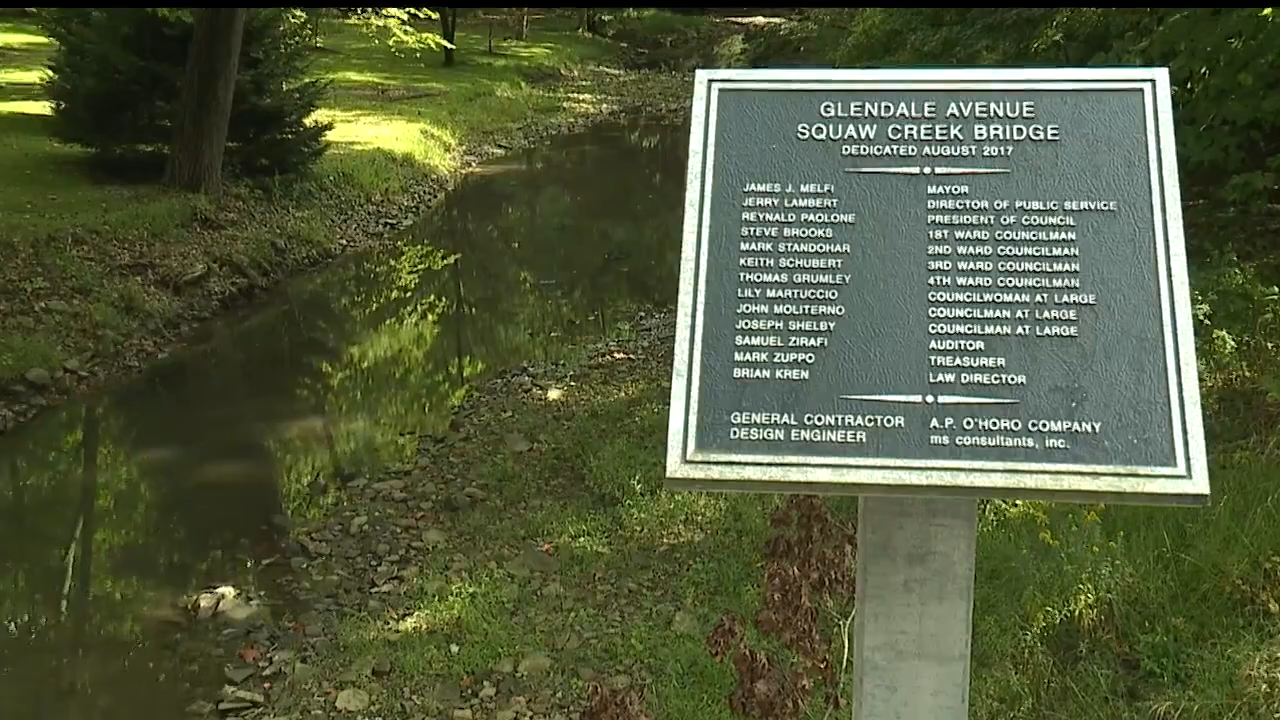 GLENDALE AVENUE
SQUAW CREEK BRIDGE
DEDICATED AUGUST 2017
JAMES J. MELFI MAYOR
JERRY LAMBERT DIRECTOR OF PUBLIC SERVICE
REYNALD PAOLONE PRESIDENT OF COUNCIL
STEVE BROOKS 1ST WARD COUNCILMAN
MARK STANDOHAR 2ND WARD COUNCILMAN
KEITH SCHUBERT 3RD WARD COUNCILMAN
THOMAS GRUMLEY 4TH WARD COUNCILMAN
LILY MARTUCCIO COUNCILWOMAN AT LARGE
JOHN MOLITERNO COUNCILMAN AT LARGE
JOSEPH SHELBY COUNCILMAN AT LARGE
SAMUEL ZIRAFI AUDITOR
MARK ZUPPO TREASURER
BRIAN KREN LAW DIRECTOR
GENERAL CONTRACTOR A.P. O'HORO COMPANY
DESIGN ENGINEER ms consultants, inc.